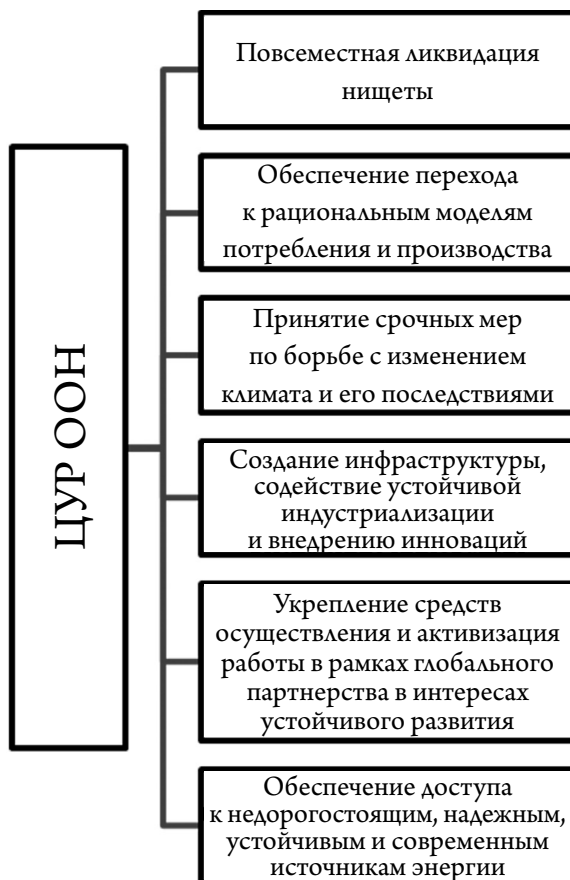 ЦУР ООН
Повсеместная ликвидация
нищеты
Обеспечение перехода
к рациональным моделям
потребления и производства
Принятие срочных мер
по борьбе с изменением
климата и его последствиями
Создание инфраструктуры,
содействие устойчивой
индустриализации
и внедрению инноваций
Укрепление средств
осуществления и активизация
работы в рамках глобального
партнерства в интересах
устойчивого развития
Обеспечение доступа
к недорогостоящим, надежным,
устойчивым и современным
источникам энергии